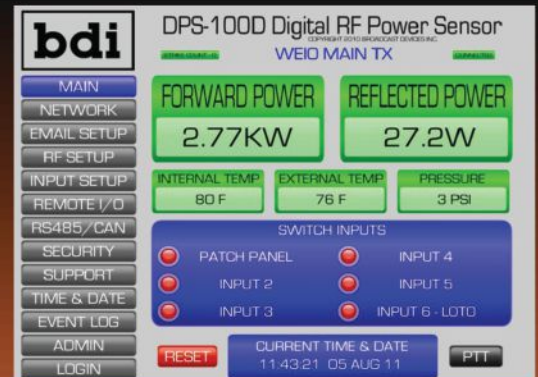 bdi
DPS-100D Digital RF Power Sensor
COPYRIGHT 2010 BROADCAST DEVICES INC.
WEIO MAIN TX
CONNECTED
MAIN
NETWORK
EMAIL SETUP
RF SETUP
INPUT SETUP
REMOTE I/O
RS485/CAN
SECURITY
SUPPORT
TIME & DATE
EVENT LOG
ADMIN
LOGIN
FORWARD POWER
2.77KW
REFLECTED POWER
27.2W
INTERNAL TEMP
80 F
EXTERNAL TEMP
76 F
PRESSURE
3 PSI
SWITCH INPUTS
PATCH PANEL
INPUT 4
INPUT 2
INPUT 5
INPUT 3
INPUT 6 - LOTO
RESET
CURRENT TIME & DATE
11:43:21 05 AUG 11
PTT